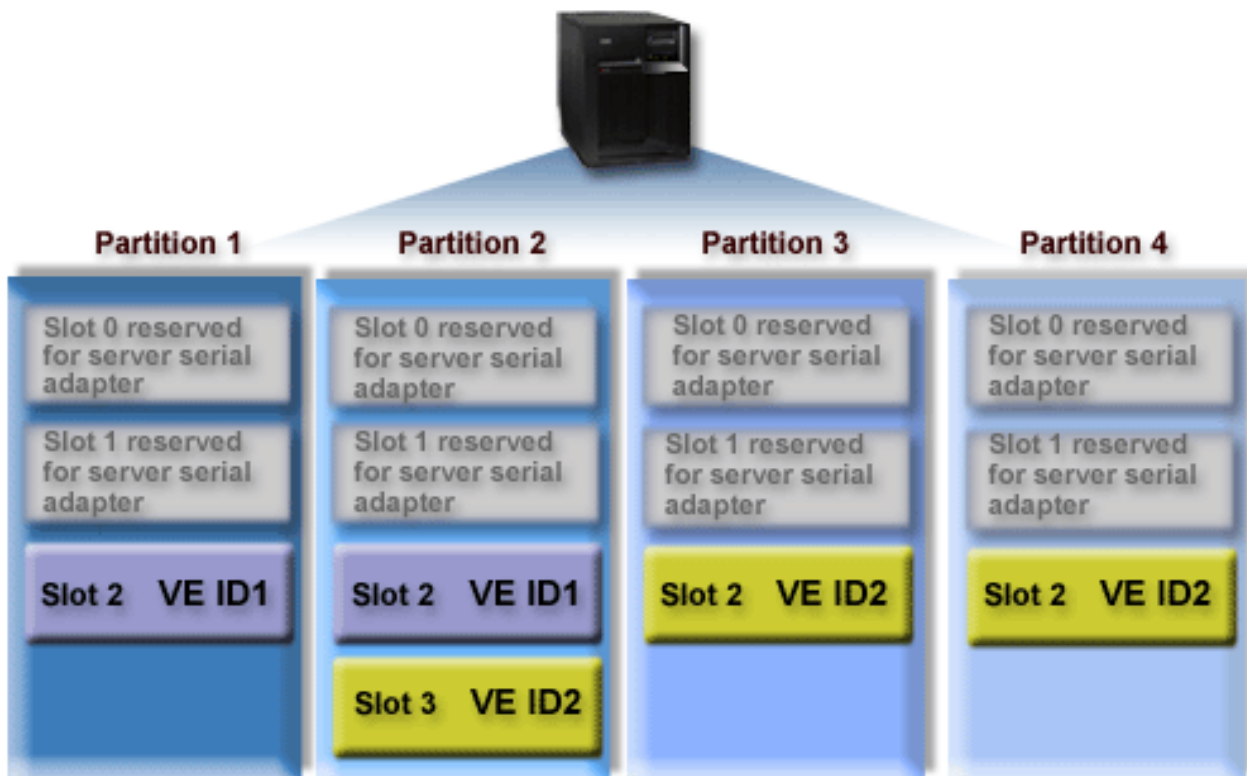 Partition 1
Slot 0 reserved
for server serial
adapter
Slot 1 reserved
for server serial
adapter
Slot 2 VE ID1
Partition 2
Slot 0 reserved
for server serial
adapter
Slot 1 reserved
for server serial
adapter
Slot 2 VE ID1
Slot 3 VE ID2
Partition 3
Slot 0 reserved
for server serial
adapter
Slot 1 reserved
for server serial
adapter
Slot 2 VE ID2
Partition 4
Slot 0 reserved
for server serial
adapter
Slot 1 reserved
for server serial
adapter
Slot 2 VE ID2